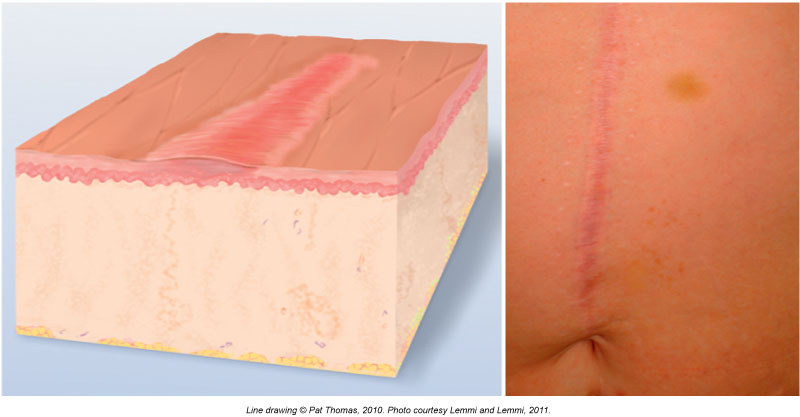 Line drawing © Pat Thomas, 2010. Photo courtesy Lemmi and Lemmi, 2011.